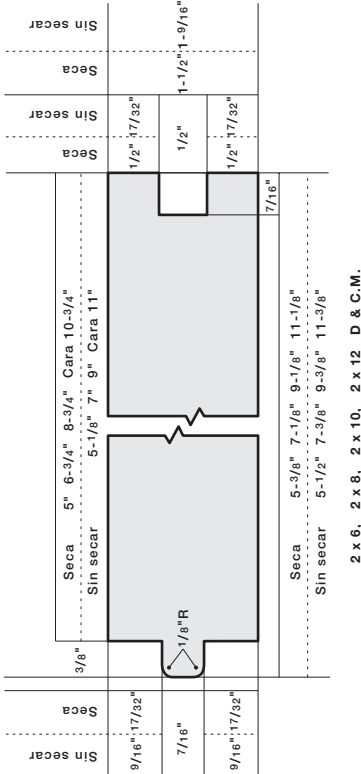 Sin secar
Seca
Sin secar
Seca
1-1/2" 1-9/16"
1/2" 17/32"
1/2"
1/2" 17/32"
7/16"
Seca 5" 6-3/4" 8-3/4" Cara 10-3/4"
Sin secar 5-1/8" 7" 9" Cara 11"
3/8"
1/8"R
Seca 5-3/8" 7-1/8" 9-1/8" 11-1/8"
Sin secar 5-1/2" 7-3/8" 9-3/8" 11-3/8"
Seca
Sin secar
9/16" 17/32"
7/16"
9/16" 17/32"
2 x 6, 2 x 8, 2 x 10, 2 x 12 D & C.M.